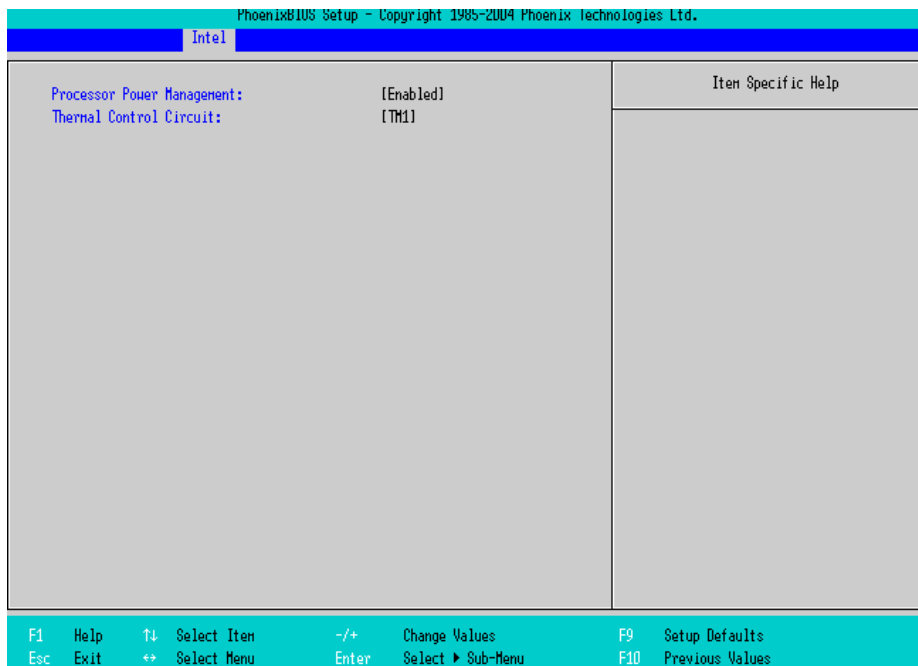 PhoenixBIOS Setup - Copyright 1985-2004 Phoenix Technologies Ltd.
Intel
Processor Power Management: [Enabled]
Thermal Control Circuit: [TM1]
Item Specific Help
F1 Help ↑↓ Select Item -/+ Change Values F9 Setup Defaults
Esc Exit ↔ Select Menu Enter Select ▶ Sub-Menu F10 Previous Values